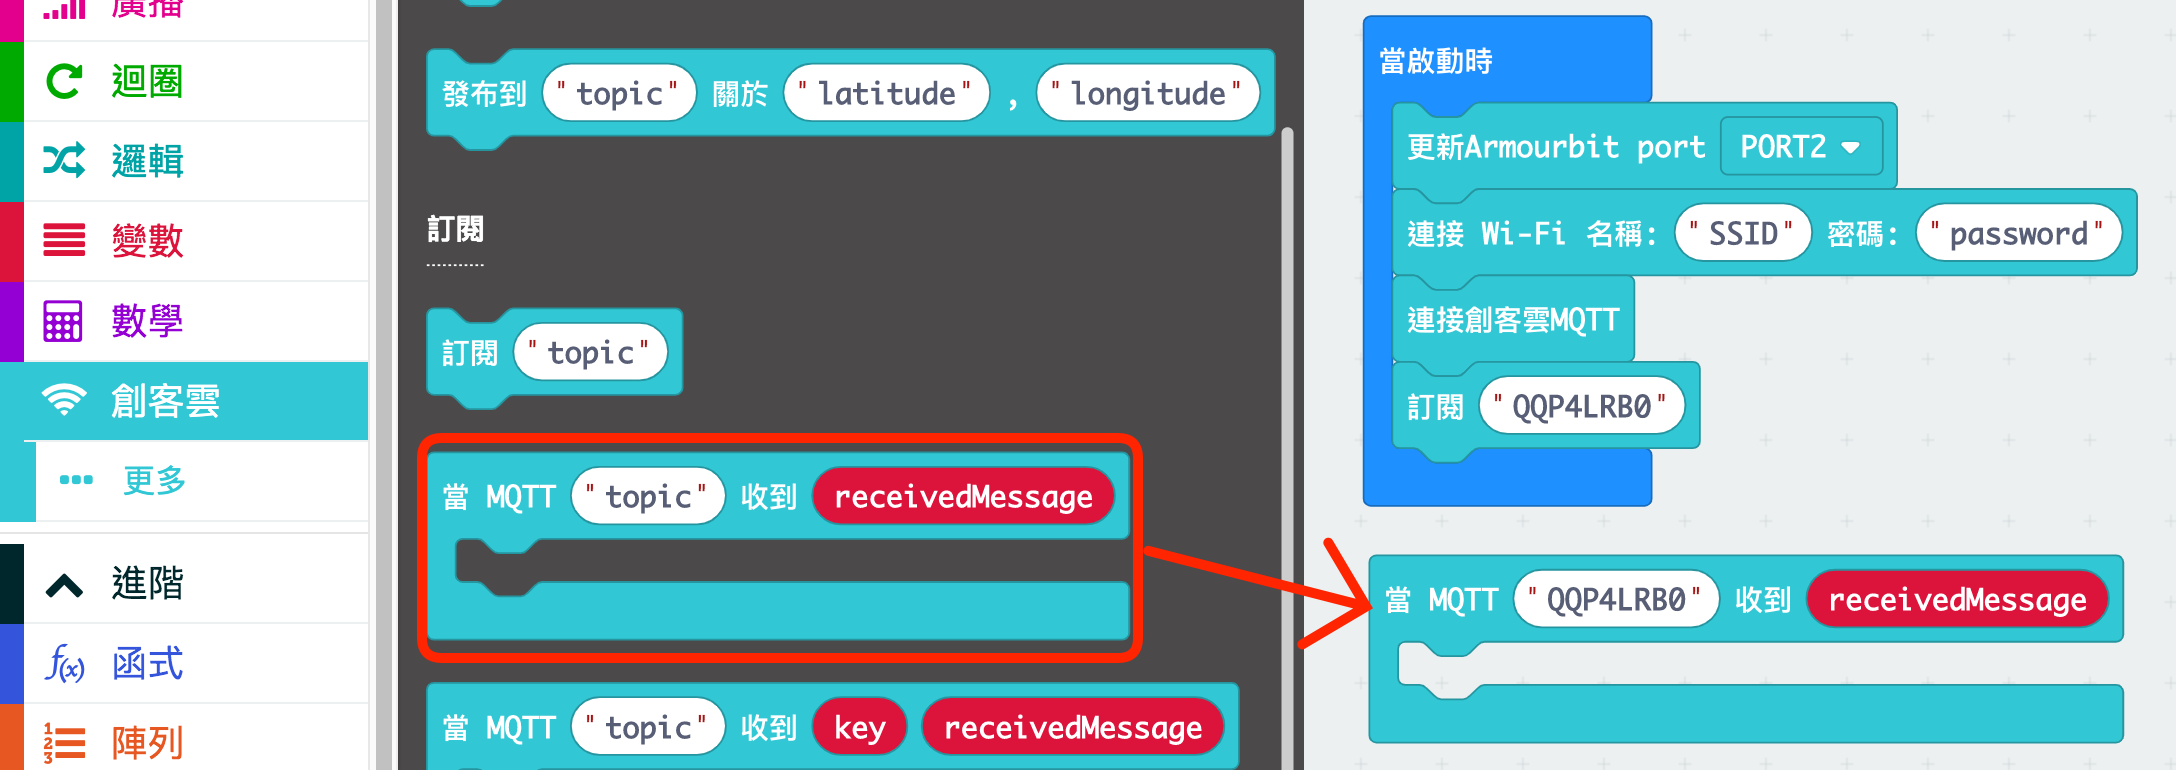 廣播
迴圈
邏輯
變數
數學
創客雲
更多
進階
f(x) 函式
1
2
3
陣列
發布到 "topic" 關於 "latitude" , "longitude"
訂閱
訂閱 "topic"
當 MQTT "topic" 收到 receivedMessage
當 MQTT "topic" 收到 key receivedMessage
當啟動時
更新Armourbit port PORT2
連接 Wi-Fi 名稱: "SSID" 密碼: "password"
連接創客雲MQTT
訂閱 "QQP4LRB0"
當 MQTT "QQP4LRB0" 收到 receivedMessage